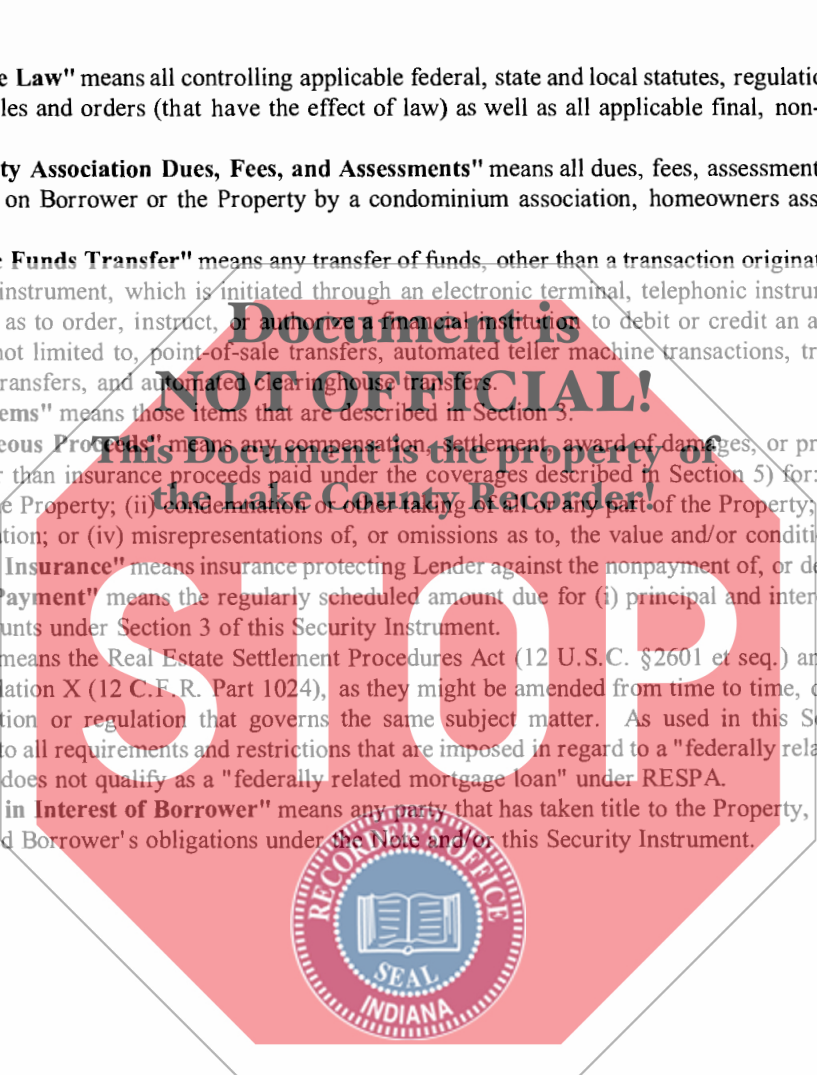 e Law" means all controlling applicable federal, state and local statutes, regulatio
les and orders (that have the effect of law) as well as all applicable final, non-
ty Association Dues, Fees, and Assessments" means all dues, fees, assessment
on Borrower or the Property by a condominium association, homeowners ass
Funds Transfer" means any transfer of funds, other than a transaction originat
instrument, which is initiated through an electronic terminal, telephonic instru
as to order, instruct, or authorize a financial institution to debit or credit an a
not limited to, point-of-sale transfers, automated teller machine transactions, tr
ransfers, and automated clearinghouse transfers.
ems" means those items that are described in Section 3.
eous Proceeds" means any compensation, settlement, award of damages, or pr
r than insurance proceeds paid under the coverages described in Section 5) for:
e Property; (ii) condemnation or other taking of all or any part of the Property;
tion; or (iv) misrepresentations of, or omissions as to, the value and/or conditi
Insurance" means insurance protecting Lender against the nonpayment of, or de
Payment" means the regularly scheduled amount due for (i) principal and inter
unts under Section 3 of this Security Instrument.
means the Real Estate Settlement Procedures Act (12 U.S.C. §2601 et seq.) an
lation X (12 C.F.R. Part 1024), as they might be amended from time to time, o
tion or regulation that governs the same subject matter. As used in this Se
to all requirements and restrictions that are imposed in regard to a "federally rela
does not qualify as a "federally related mortgage loan" under RESPA.
in Interest of Borrower" means any party that has taken title to the Property,
d Borrower's obligations under the Note and/or this Security Instrument.
Document is
NOT OFFICIAL!
This Document is the property of
the Lake County Recorder!
STOP
RECORDER'S OFFICE
SEAL
INDIANA